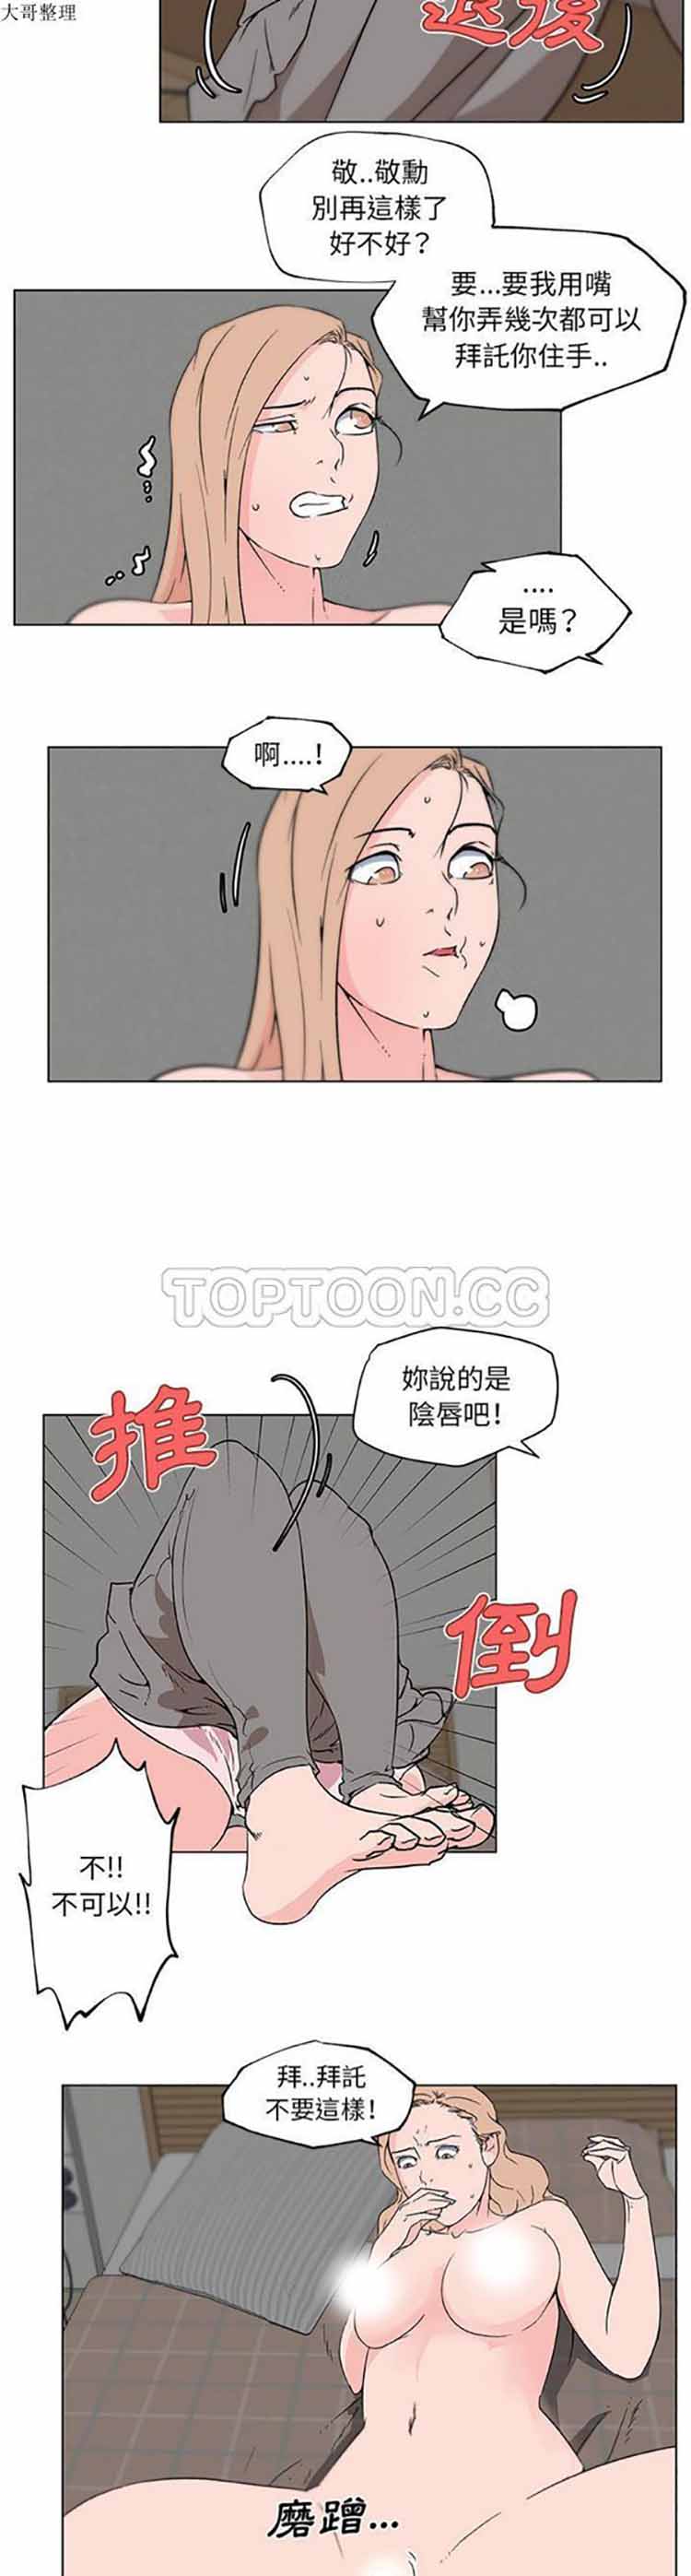 大哥整理
退後
敬..敬勳
別再這樣了
好不好？
要...要我用嘴
幫你弄幾次都可以
拜託你住手..
....
是嗎？
啊....！
TOPTOON.CC
妳說的是
陰唇吧！
推
倒
不!!
不可以!!
拜..拜託
不要這樣！
磨蹭...